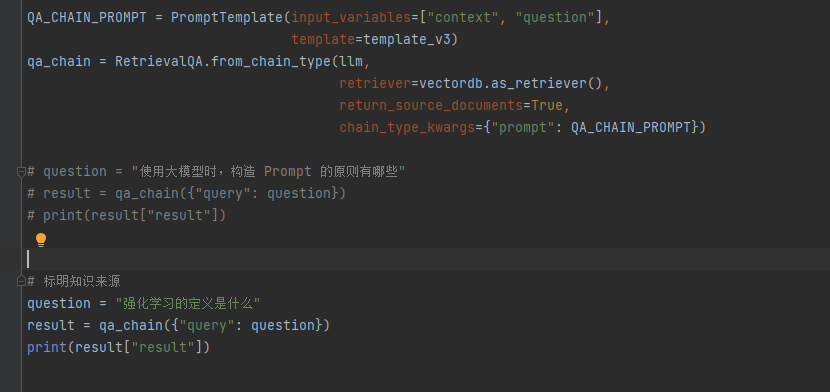 QA_CHAIN_PROMPT = PromptTemplate(input_variables=["context", "question"],
template=template_v3)
qa_chain = RetrievalQA.from_chain_type(llm,
retriever=vectordb.as_retriever(),
return_source_documents=True,
chain_type_kwargs={"prompt": QA_CHAIN_PROMPT})
# question = "使用大模型时，构造 Prompt 的原则有哪些"
# result = qa_chain({"query": question})
# print(result["result"])
# 标明知识来源
question = "强化学习的定义是什么"
result = qa_chain({"query": question})
print(result["result"])